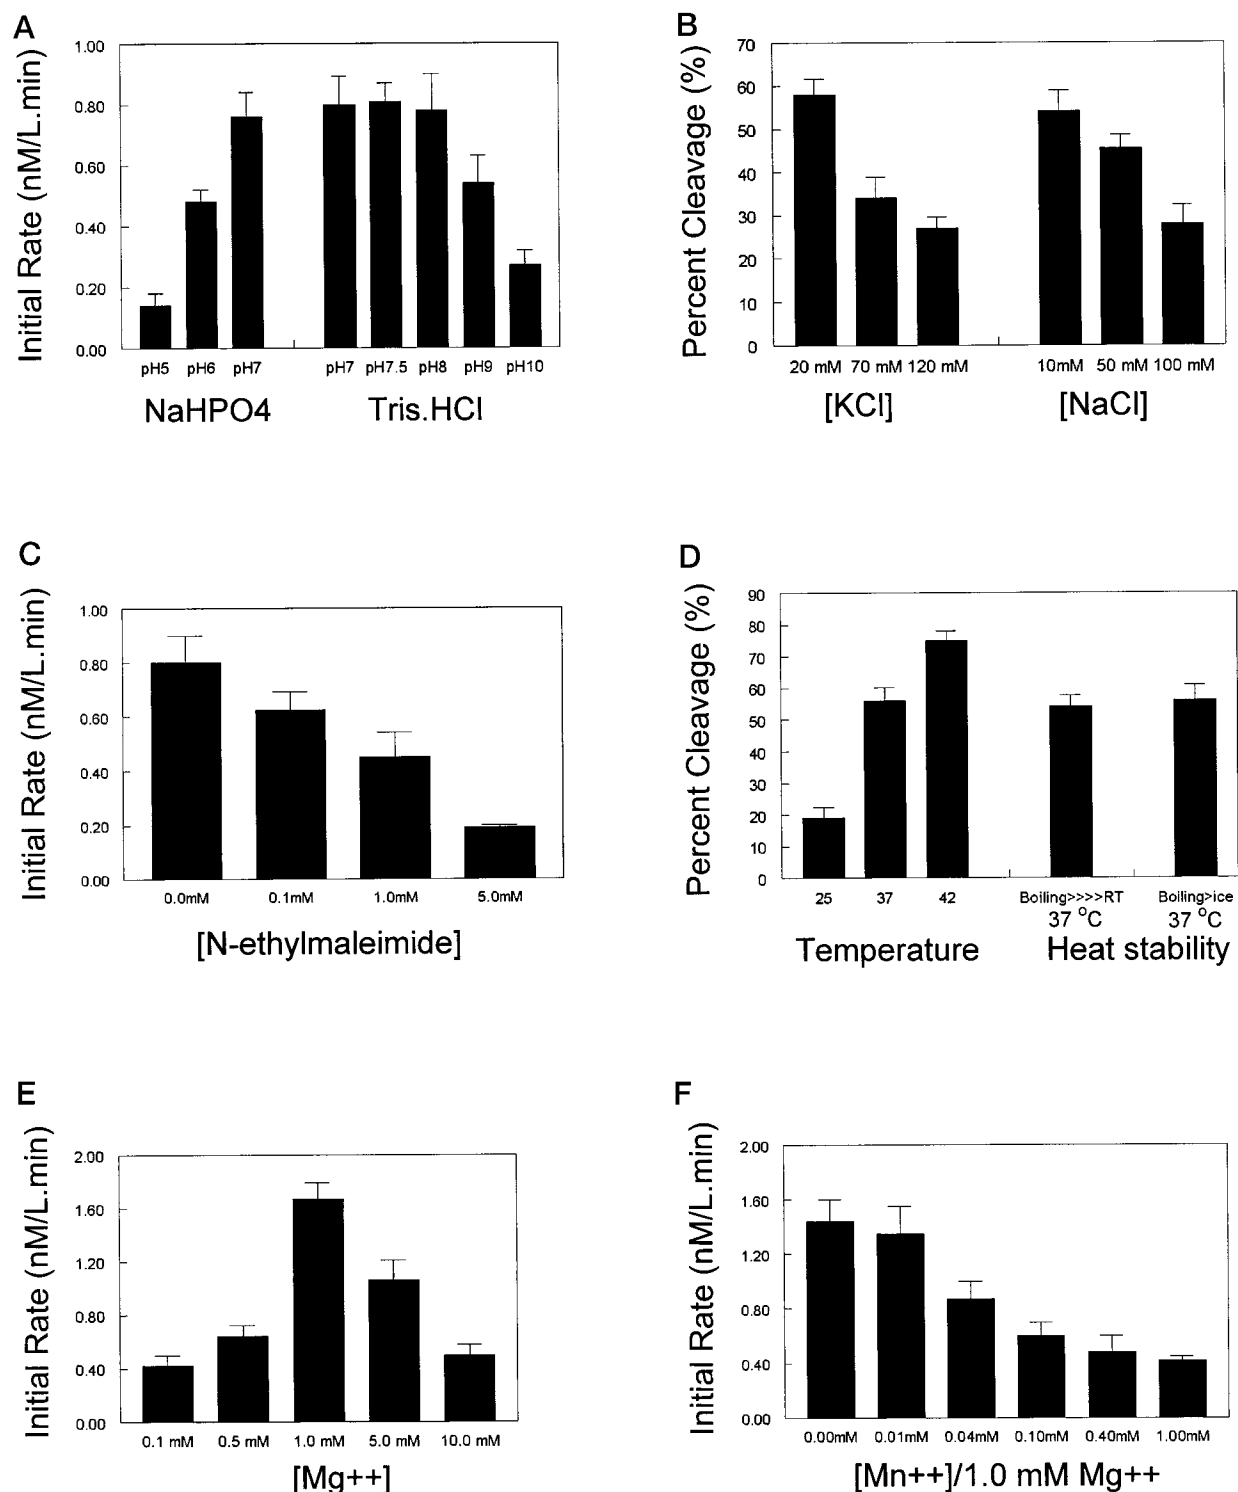 A
Initial Rate (nM/L.min)
1.00
0.80
0.60
0.40
0.20
0.00
pH5 pH6 pH7 pH7 pH7.5 pH8 pH9 pH10
NaHPO4 Tris.HCl
B
Percent Cleavage (%)
70
60
50
40
30
20
10
0
20 mM 70 mM 120 mM 10mM 50 mM 100 mM
[KCl] [NaCl]
C
Initial Rate (nM/L.min)
1.00
0.80
0.60
0.40
0.20
0.00
0.0mM 0.1mM 1.0mM 5.0mM
[N-ethylmaleimide]
D
Percent Cleavage (%)
90
80
70
60
50
40
30
20
10
0
25 37 42 Boiling>>>>RT Boiling>ice
37 °C 37 °C
Temperature Heat stability
E
Initial Rate (nM/L.min)
2.00
1.60
1.20
0.80
0.40
0.00
0.1 mM 0.5 mM 1.0 mM 5.0 mM 10.0 mM
[Mg++]
F
Initial Rate (nM/L.min)
2.00
1.60
1.20
0.80
0.40
0.00
0.00mM 0.01mM 0.04mM 0.10mM 0.40mM 1.00mM
[Mn++]/1.0 mM Mg++